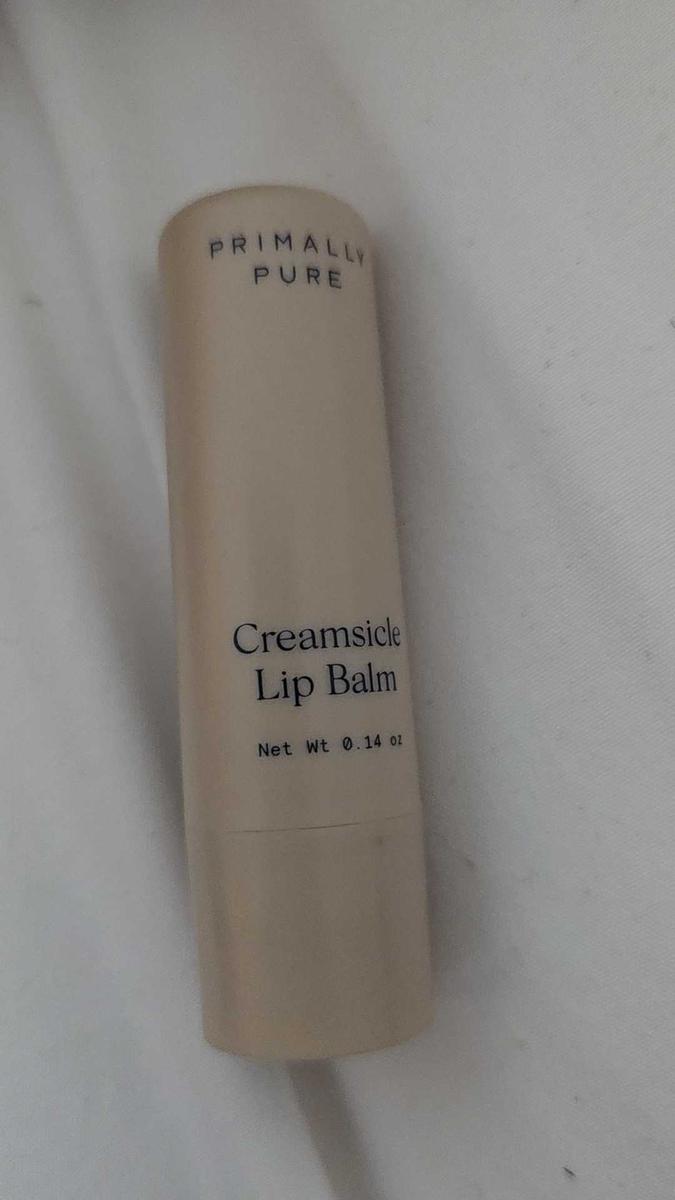 PRIMALLY
PURE
Creamsicle
Lip Balm
Net Wt 0.14 oz